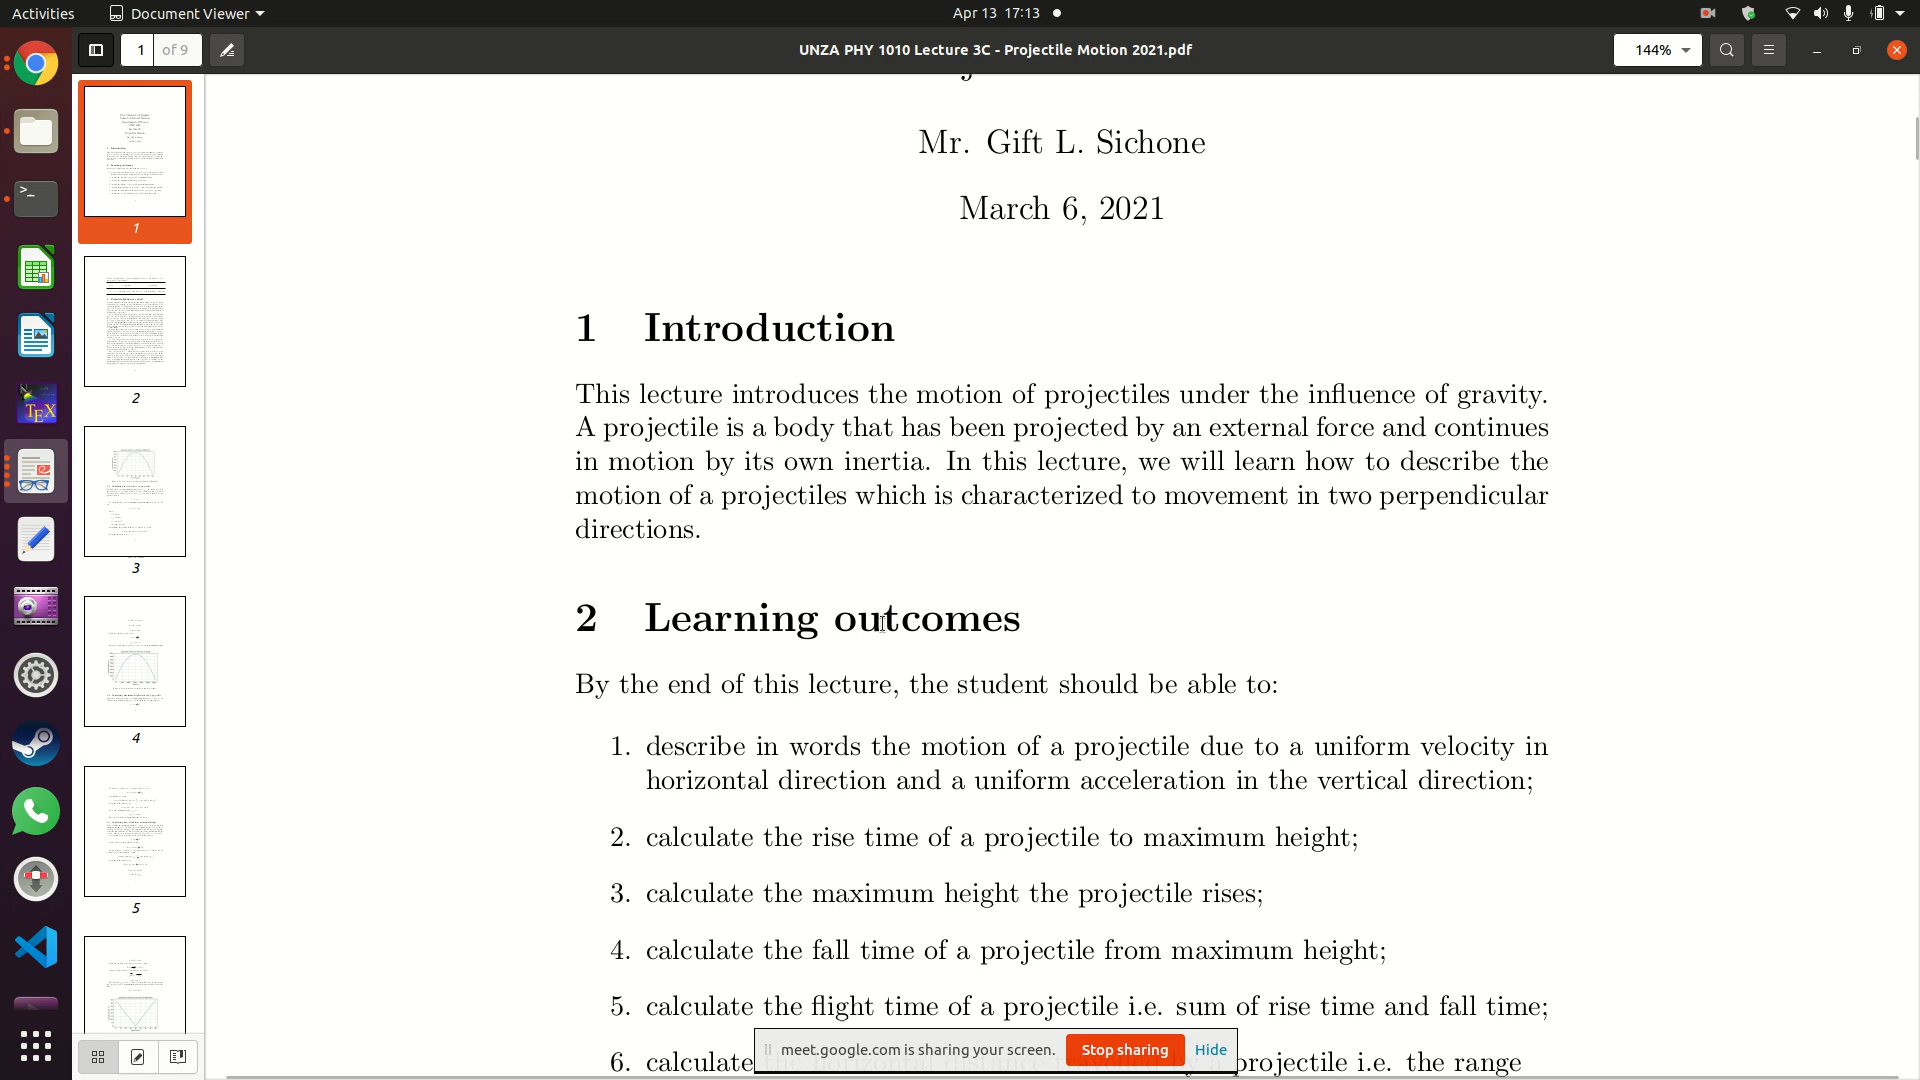 Activities
Document Viewer
Apr 13 17:13
1 of 9
UNZA PHY 1010 Lecture 3C - Projectile Motion 2021.pdf
144%
1
2
3
4
5
Mr. Gift L. Sichone
March 6, 2021
1 Introduction
This lecture introduces the motion of projectiles under the influence of gravity.
A projectile is a body that has been projected by an external force and continues
in motion by its own inertia. In this lecture, we will learn how to describe the
motion of a projectiles which is characterized to movement in two perpendicular
directions.
2 Learning outcomes
By the end of this lecture, the student should be able to:
1. describe in words the motion of a projectile due to a uniform velocity in
horizontal direction and a uniform acceleration in the vertical direction;
2. calculate the rise time of a projectile to maximum height;
3. calculate the maximum height the projectile rises;
4. calculate the fall time of a projectile from maximum height;
5. calculate the flight time of a projectile i.e. sum of rise time and fall time;
6. calculate projectile i.e. the range
meet.google.com is sharing your screen. Stop sharing Hide